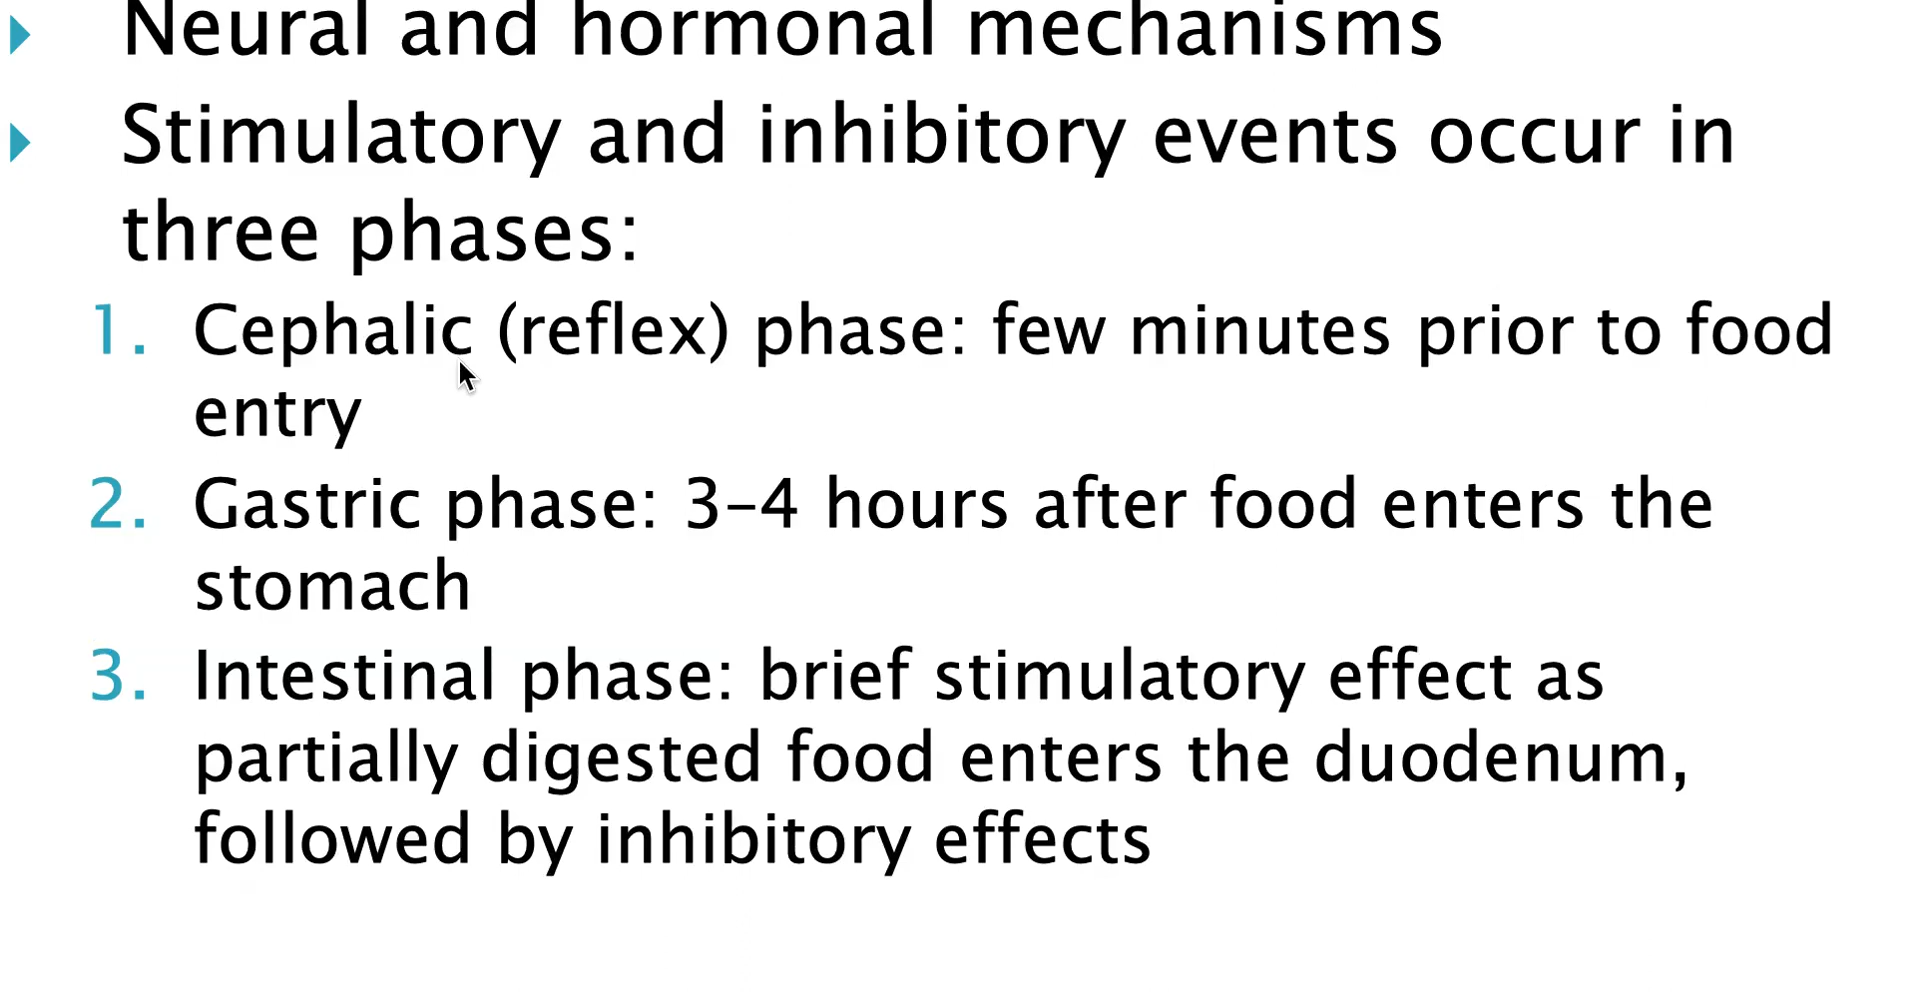 Neural and hormonal mechanisms
Stimulatory and inhibitory events occur in
three phases:
1. Cephalic (reflex) phase: few minutes prior to food
entry
2. Gastric phase: 3–4 hours after food enters the
stomach
3. Intestinal phase: brief stimulatory effect as
partially digested food enters the duodenum,
followed by inhibitory effects